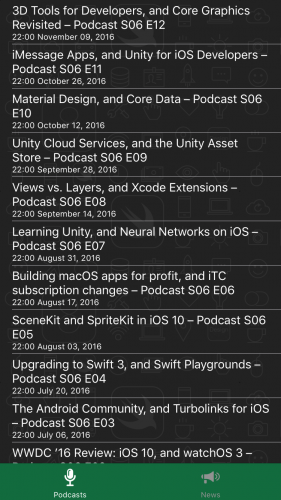 3D Tools for Developers, and Core Graphics
Revisited – Podcast S06 E12
22:00 November 09, 2016
iMessage Apps, and Unity for iOS Developers –
Podcast S06 E11
22:00 October 26, 2016
Material Design, and Core Data – Podcast S06
E10
22:00 October 12, 2016
Unity Cloud Services, and the Unity Asset
Store – Podcast S06 E09
22:00 September 28, 2016
Views vs. Layers, and Xcode Extensions –
Podcast S06 E08
22:00 September 14, 2016
Learning Unity, and Neural Networks on iOS –
Podcast S06 E07
22:00 August 31, 2016
Building macOS apps for profit, and iTC
subscription changes – Podcast S06 E06
22:00 August 17, 2016
SceneKit and SpriteKit in iOS 10 – Podcast S06
E05
22:00 August 03, 2016
Upgrading to Swift 3, and Swift Playgrounds –
Podcast S06 E04
22:00 July 20, 2016
The Android Community, and Turbolinks for iOS
– Podcast S06 E03
22:00 July 06, 2016
WWDC ’16 Review: iOS 10, and watchOS 3 –
Podcasts
News